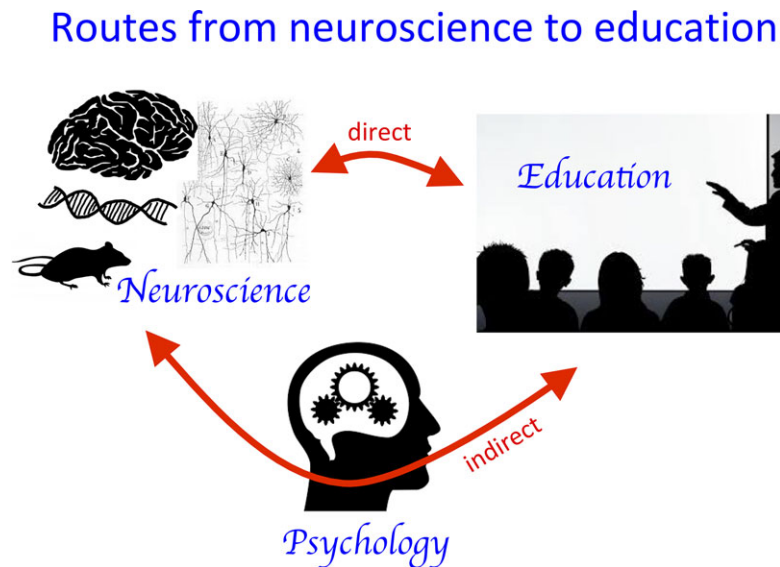 Routes from neuroscience to education
direct
Education
Neuroscience
indirect
Psychology